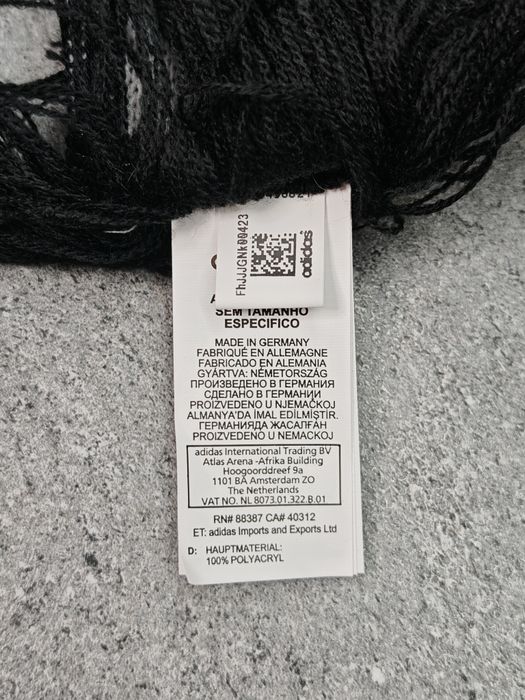 FhJJJGNk00423
adidas
SEM TAMANHO
ESPECIFICO
MADE IN GERMANY
FABRIQUÉ EN ALLEMAGNE
FABRICADO EN ALEMANIA
GYÁRTVA: NÉMETORSZÁG
ПРОИЗВЕДЕНО В ГЕРМАНИЯ
СДЕЛАНО В ГЕРМАНИИ
PROIZVEDENO U NJEMAČKOJ
ALMANYA'DA İMAL EDİLMİŞTİR.
ГЕРМАНИЯДА ЖАСАЛҒАН
PROIZVEDENO U NEMACKOJ
adidas International Trading BV
Atlas Arena -Afrika Building
Hoogoorddreef 9a
1101 BA Amsterdam ZO
The Netherlands
VAT NO. NL 8073.01.322.B.01
RN# 88387 CA# 40312
ET: adidas Imports and Exports Ltd
D: HAUPTMATERIAL:
100% POLYACRYL